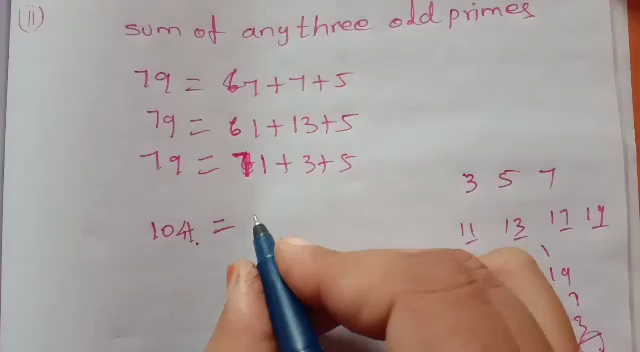 (ii)
sum of any three odd primes
79 = 67+7+5
79 = 61+13+5
79 = 71+3+5
3 5 7
104. =
11 13 17 19
19
3